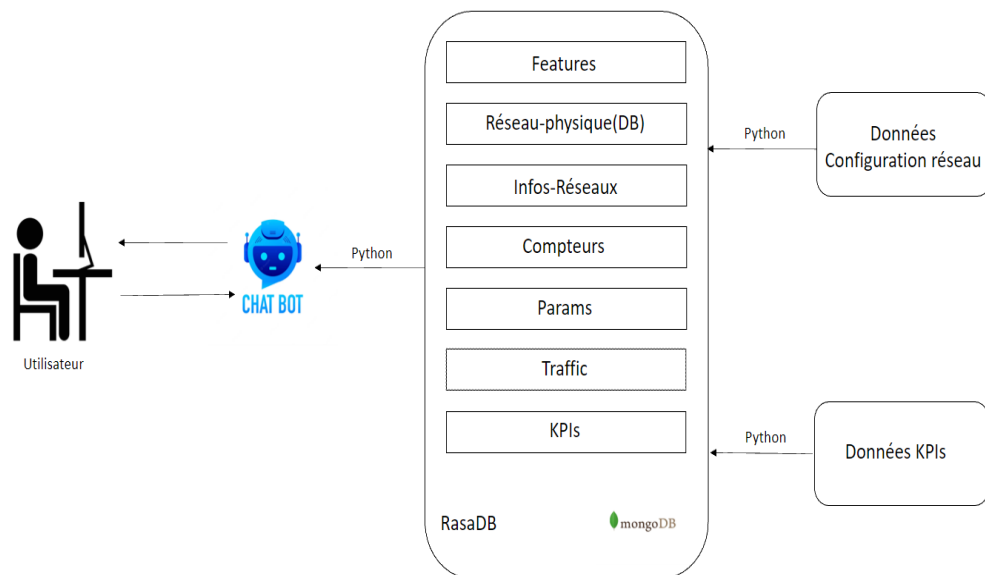 Features
Réseau-physique(DB)
Infos-Réseaux
Compteurs
Params
Traffic
KPIs
RasaDB
mongoDB
Python
Données
Configuration réseau
Python
Données KPIs
Python
CHAT BOT
Utilisateur